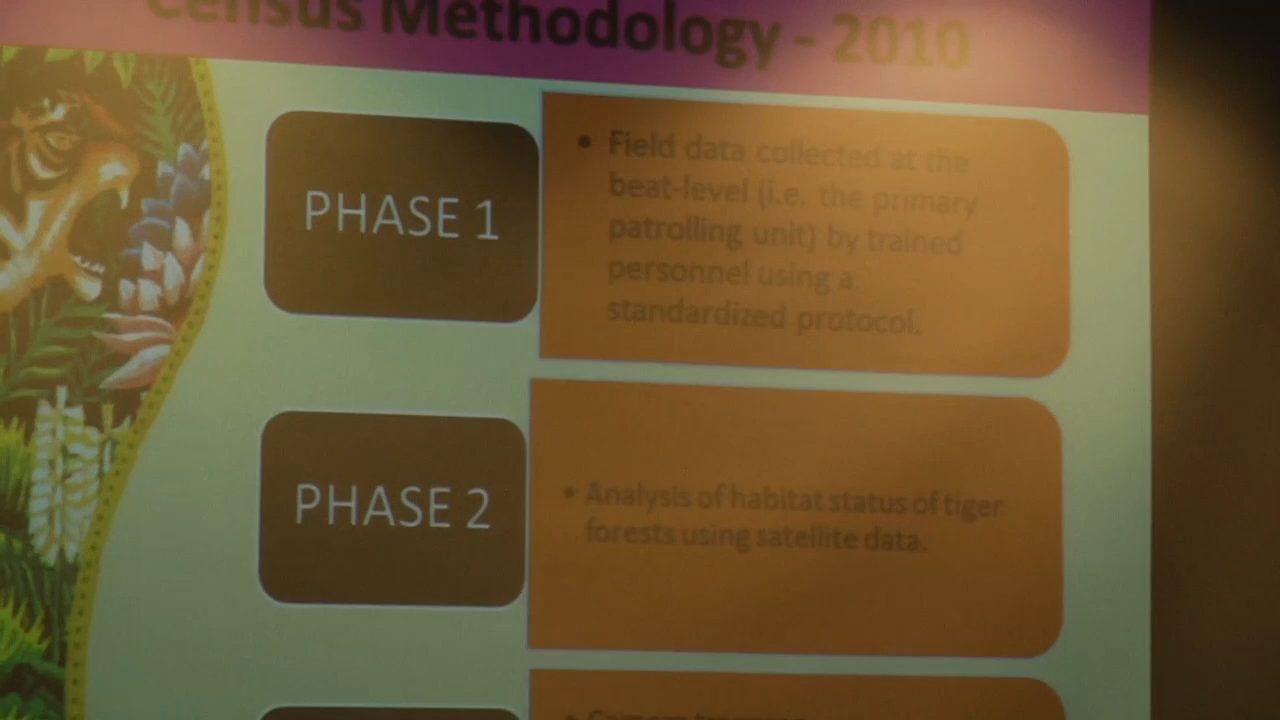 Census Methodology - 2010
PHASE 1
• Field data collected at the
beat-level (i.e. the primary
patrolling unit) by trained
personnel using a
standardized protocol.
PHASE 2
• Analysis of habitat status of tiger
forests using satellite data.